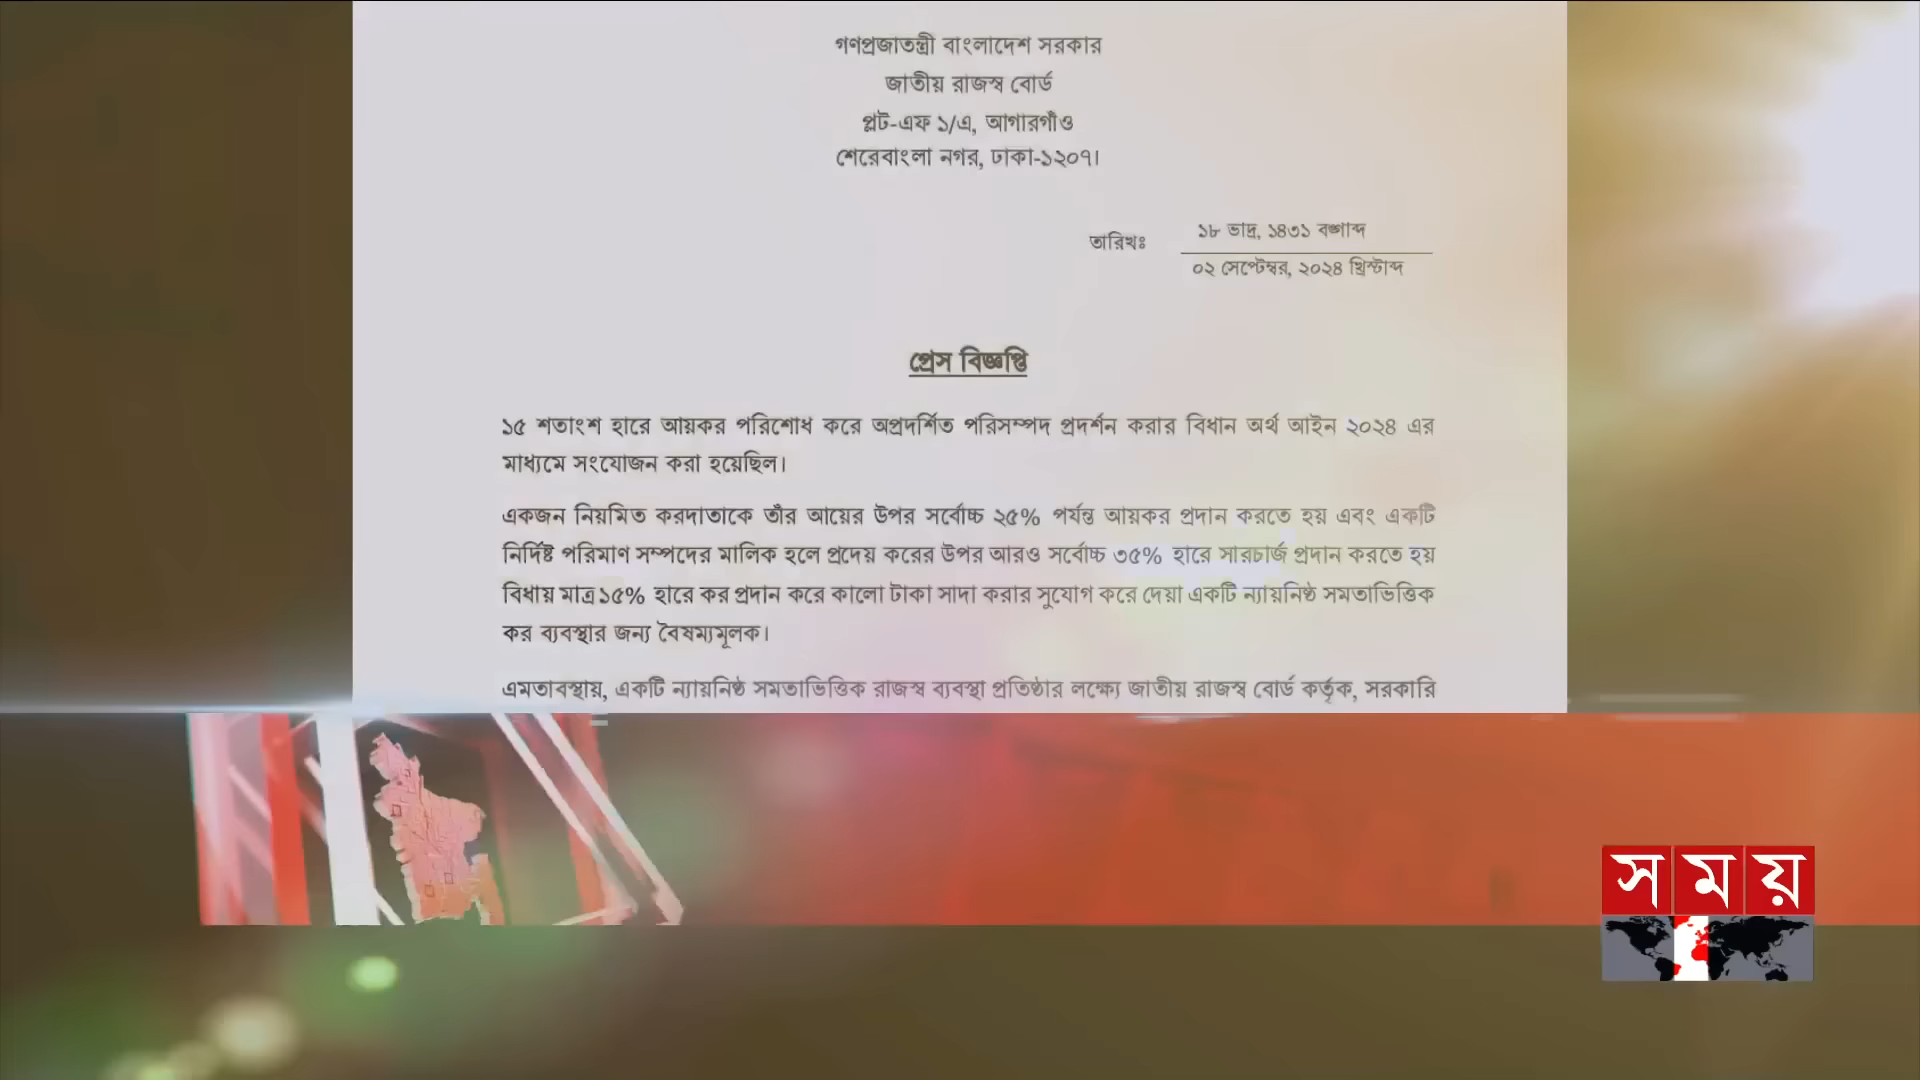 গণপ্রজাতন্ত্রী বাংলাদেশ সরকার
জাতীয় রাজস্ব বোর্ড
প্লট-এফ ১/এ, আগারগাঁও
শেরেবাংলা নগর, ঢাকা-১২০৭।
তারিখঃ
১৮ ভাদ্র, ১৪৩১ বঙ্গাব্দ
০২ সেপ্টেম্বর, ২০২৪ খ্রিস্টাব্দ
প্রেস বিজ্ঞপ্তি
১৫ শতাংশ হারে আয়কর পরিশোধ করে অপ্রদর্শিত পরিসম্পদ প্রদর্শন করার বিধান অর্থ আইন ২০২৪ এর
মাধ্যমে সংযোজন করা হয়েছিল।
একজন নিয়মিত করদাতাকে তাঁর আয়ের উপর সর্বোচ্চ ২৫% পর্যন্ত আয়কর প্রদান করতে হয় এবং একটি
নির্দিষ্ট পরিমাণ সম্পদের মালিক হলে প্রদেয় করের উপর আরও সর্বোচ্চ ৩৫% হারে সারচার্জ প্রদান করতে হয়
বিধায় মাত্র১৫% হারে কর প্রদান করে কালো টাকা সাদা করার সুযোগ করে দেয়া একটি ন্যায়নিষ্ঠ সমতাভিত্তিক
কর ব্যবস্থার জন্য বৈষম্যমূলক।
এমতাবস্থায়, একটি ন্যায়নিষ্ঠ সমতাভিত্তিক রাজস্ব ব্যবস্থা প্রতিষ্ঠার লক্ষ্যে জাতীয় রাজস্ব বোর্ড কর্তৃক, সরকারি
সময়